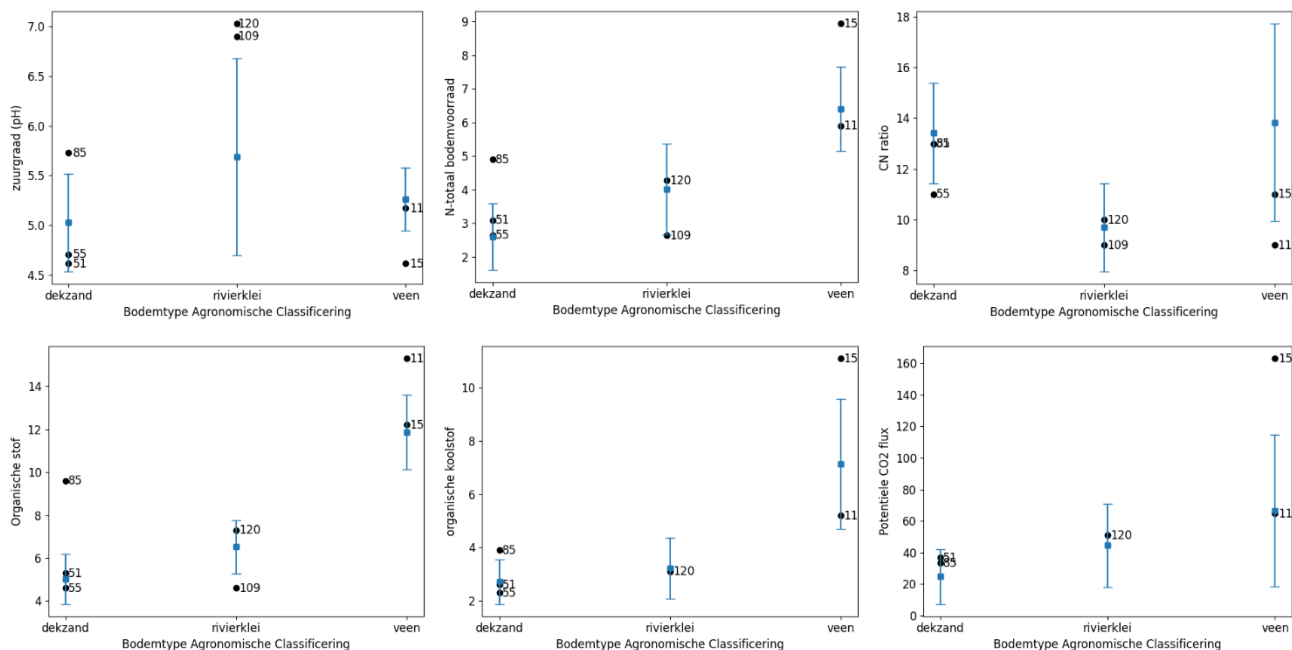 zuurgraad (pH)
7.0
6.5
6.0
5.5
5.0
4.5
120
109
85
55
51
11
15
dekzand
rivierklei
veen
Bodemtype Agronomische Classificering
N-totaal bodemvoorraad
9
8
7
6
5
4
3
2
15
11
85
120
51
55
109
dekzand
rivierklei
veen
Bodemtype Agronomische Classificering
CN ratio
18
16
14
12
10
8
55
120
109
15
11
dekzand
rivierklei
veen
Bodemtype Agronomische Classificering
Organische stof
14
12
10
8
6
4
11
15
85
120
51
55
109
dekzand
rivierklei
veen
Bodemtype Agronomische Classificering
organische koolstof
10
8
6
4
2
15
11
85
51
55
120
dekzand
rivierklei
veen
Bodemtype Agronomische Classificering
Potentiele CO2 flux
160
140
120
100
80
60
40
20
0
15
11
120
51
85
dekzand
rivierklei
veen
Bodemtype Agronomische Classificering